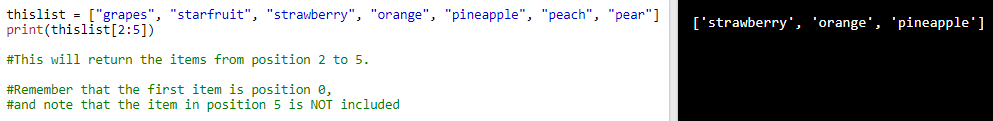 thislist = ["grapes", "starfruit", "strawberry", "orange", "pineapple", "peach", "pear"]
print(thislist[2:5])
#This will return the items from position 2 to 5.
#Remember that the first item is position 0,
#and note that the item in position 5 is NOT included
['strawberry', 'orange', 'pineapple']